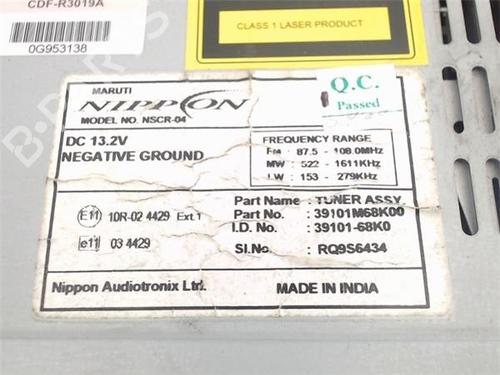 CDF-R3019A
0G953138
CLASS 1 LASER PRODUCT
MARUTI
NIPPON
MODEL NO. NSCR-04
Q.C.
Passed
DC 13.2V
NEGATIVE GROUND
FREQUENCY RANGE
FM : 87.5 - 108.0MHz
MW : 522 - 1611KHz
LW : 153 - 279KHz
E11 10R-02 4429 Ext.1
e11 03 4429
Part Name : TUNER ASSY.
Part No. : 39101M68K00
I.D. No. : 39101-68K0
Sl.No. : RQ9S6434
Nippon Audiotronix Ltd.
MADE IN INDIA
B-PARTS